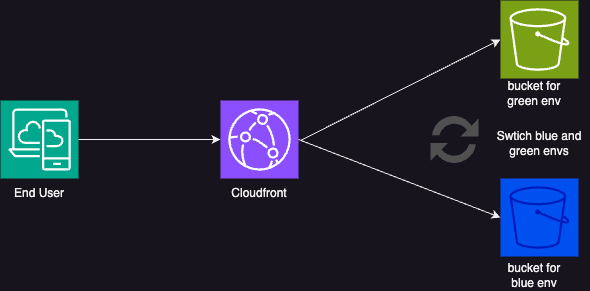 bucket for
green env
Swtich blue and
green envs
End User
Cloudfront
bucket for
blue env